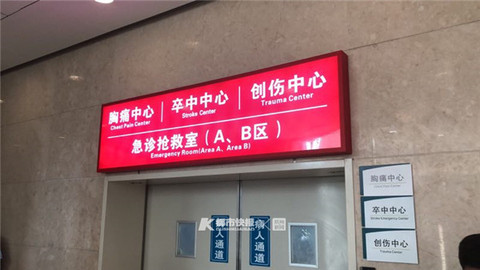 胸痛中心
Chest Pain Center
卒中中心
Stroke Center
创伤中心
Trauma Center
急诊抢救室（A、B区）
Emergency Room(Area A、Area B)
胸痛中心
卒中中心
创伤中心
都市快报
病人通道
病人通道